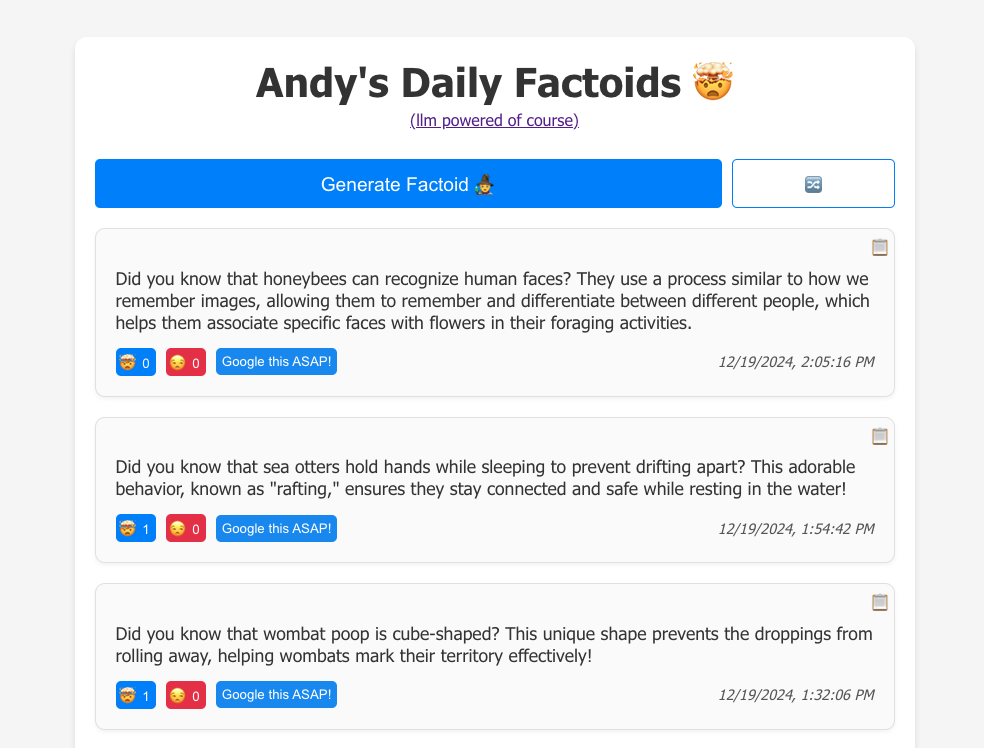 Andy's Daily Factoids 🤯
(llm powered of course)
Generate Factoid 🧙
🔀
📋
Did you know that honeybees can recognize human faces? They use a process similar to how we
remember images, allowing them to remember and differentiate between different people, which
helps them associate specific faces with flowers in their foraging activities.
🤯 0 😒 0 Google this ASAP! 12/19/2024, 2:05:16 PM
📋
Did you know that sea otters hold hands while sleeping to prevent drifting apart? This adorable
behavior, known as "rafting," ensures they stay connected and safe while resting in the water!
🤯 1 😒 0 Google this ASAP! 12/19/2024, 1:54:42 PM
📋
Did you know that wombat poop is cube-shaped? This unique shape prevents the droppings from
rolling away, helping wombats mark their territory effectively!
🤯 1 😒 0 Google this ASAP! 12/19/2024, 1:32:06 PM